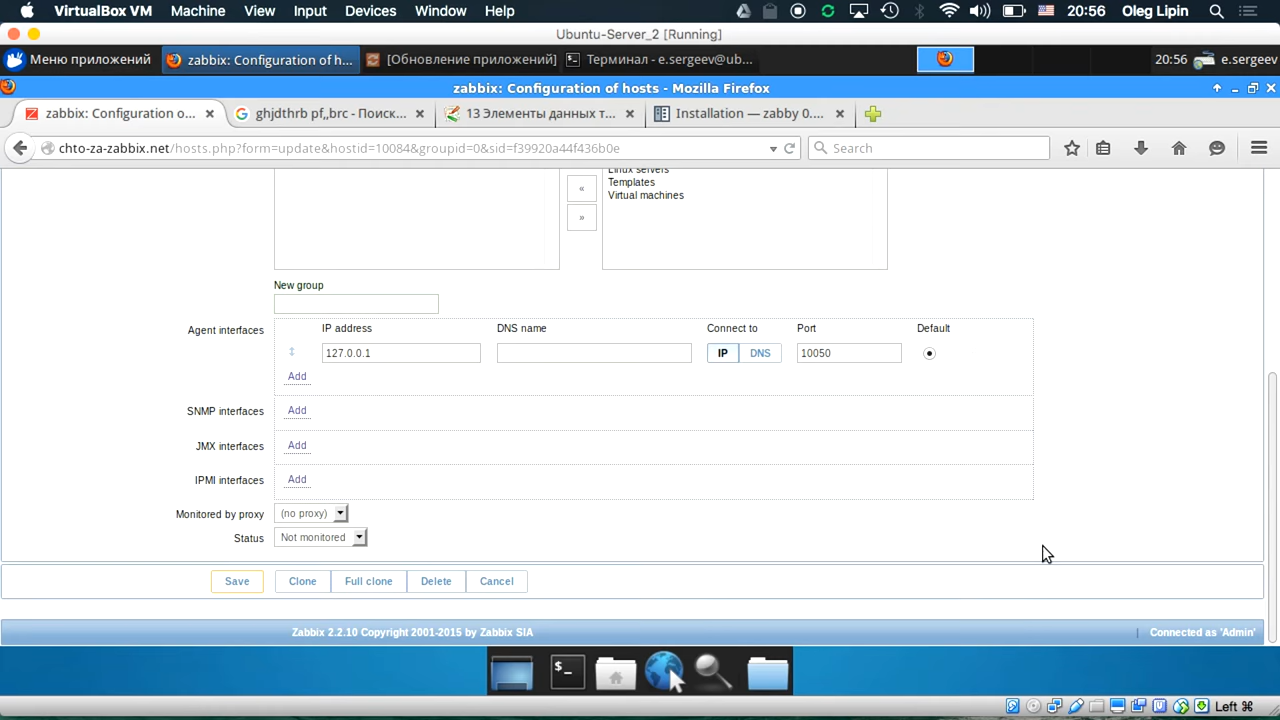 VirtualBox VM Machine View Input Devices Window Help 20:56 Oleg Lipin
Ubuntu-Server_2 [Running]
Меню приложений zabbix: Configuration of h... [Обновление приложений] Терминал - e.sergeev@ub... 20:56 e.sergeev
zabbix: Configuration of hosts - Mozilla Firefox
zabbix: Configuration o... ghjdthrb pf,,brc - Поиск... 13 Элементы данных т... Installation — zabby 0....
chto-za-zabbix.net/hosts.php?form=update&hostid=10084&groupid=0&sid=f39920a44f436b0e Search
Linux servers
Templates
Virtual machines
«
»
New group
Agent interfaces IP address DNS name Connect to Port Default
127.0.0.1 IP DNS 10050
Add
SNMP interfaces Add
JMX interfaces Add
IPMI interfaces Add
Monitored by proxy (no proxy)
Status Not monitored
Save Clone Full clone Delete Cancel
Zabbix 2.2.10 Copyright 2001-2015 by Zabbix SIA | Connected as 'Admin'
Left ⌘